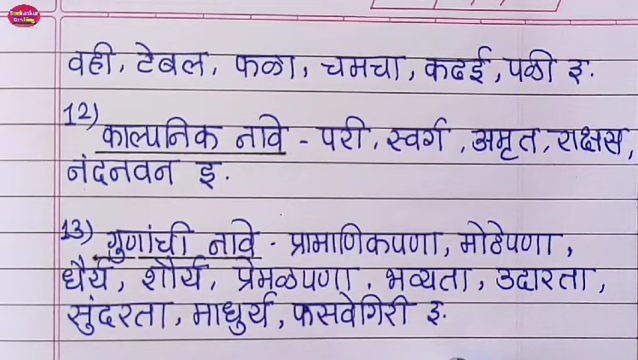 वही, टेबल, फळा, चमचा, कढई, पळी इ.
12)
काल्पनिक नावे - परी, स्वर्ग, अमृत, राक्षस,
नंदनवन इ.
13) गुणांची नावे - प्रामाणिकपणा, मोठेपणा,
धैर्य, शौर्य, प्रेमळपणा, भव्यता, उदारता,
सुंदरता, माधुर्य, फसवेगिरी इ.